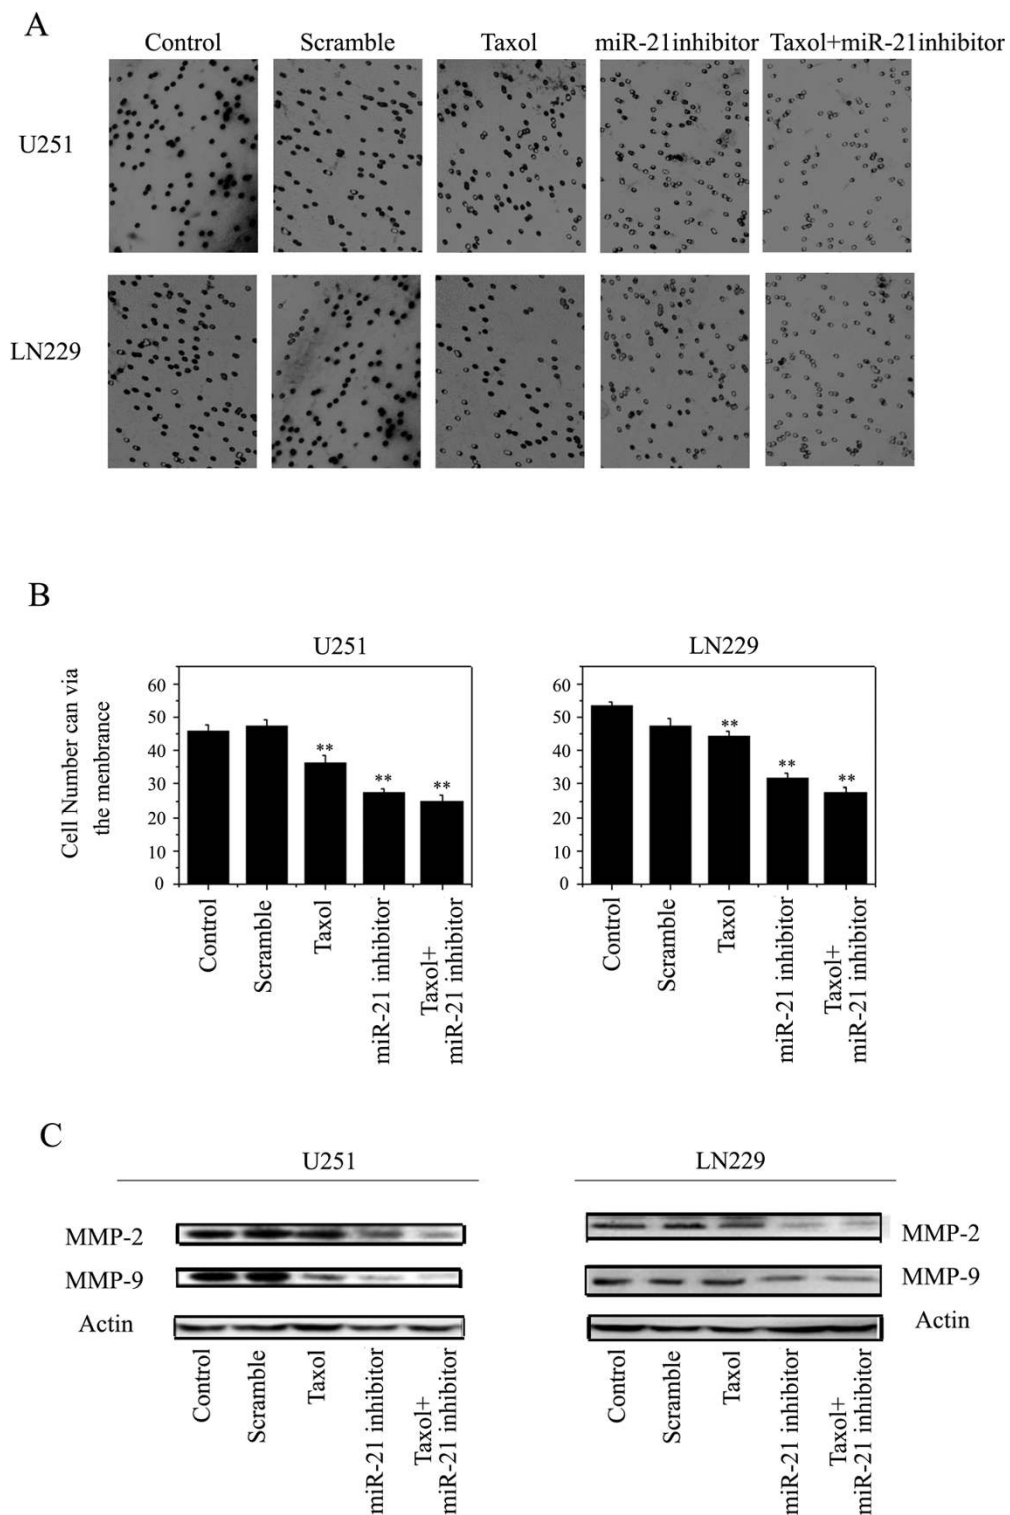 A
Control Scramble Taxol miR-21inhibitor Taxol+miR-21inhibitor
U251
LN229
B
U251 LN229
Cell Number can via
the menbrance
60
50
40
30
20
10
0
**
**
**
Control
Scramble
Taxol
miR-21 inhibitor
Taxol+
miR-21 inhibitor
60
50
40
30
20
10
0
**
**
**
Control
Scramble
Taxol
miR-21 inhibitor
Taxol+
miR-21 inhibitor
C
U251 LN229
MMP-2 MMP-2
MMP-9 MMP-9
Actin Actin
Control
Scramble
Taxol
miR-21 inhibitor
Taxol+
miR-21 inhibitor
Control
Scramble
Taxol
miR-21 inhibitor
Taxol+
miR-21 inhibitor